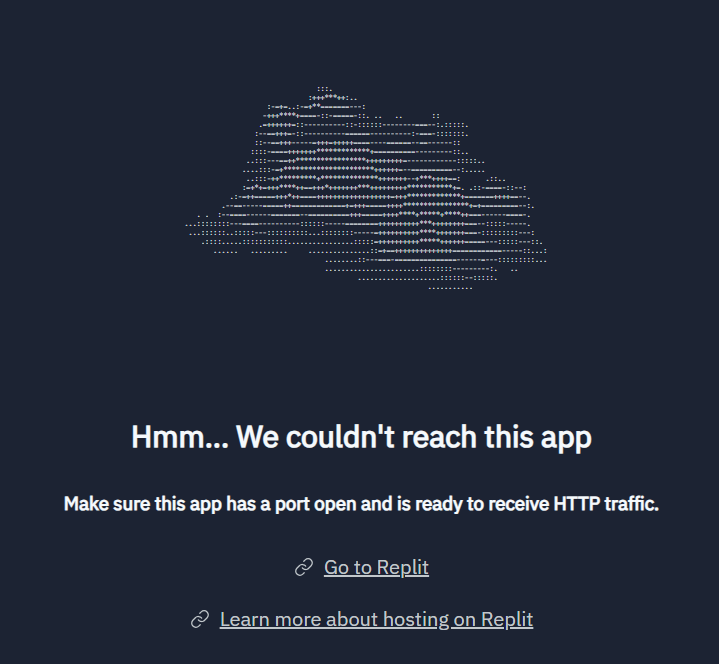 Hmm... We couldn't reach this app
Make sure this app has a port open and is ready to receive HTTP traffic.
Go to Replit
Learn more about hosting on Replit